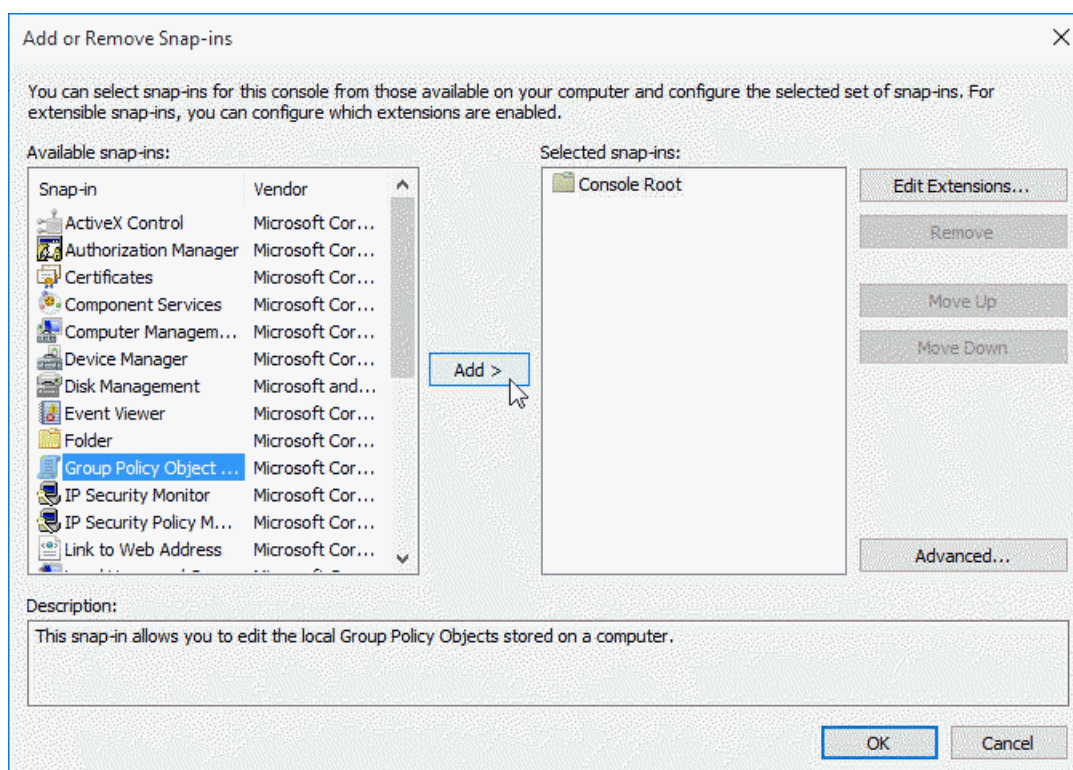 Add or Remove Snap-ins
You can select snap-ins for this console from those available on your computer and configure the selected set of snap-ins. For
extensible snap-ins, you can configure which extensions are enabled.
Available snap-ins:
Selected snap-ins:
Snap-in Vendor
ActiveX Control Microsoft Cor...
Authorization Manager Microsoft Cor...
Certificates Microsoft Cor...
Component Services Microsoft Cor...
Computer Managem... Microsoft Cor...
Device Manager Microsoft Cor...
Disk Management Microsoft and...
Event Viewer Microsoft Cor...
Folder Microsoft Cor...
Group Policy Object ... Microsoft Cor...
IP Security Monitor Microsoft Cor...
IP Security Policy M... Microsoft Cor...
Link to Web Address Microsoft Cor...
Add >
Console Root
Edit Extensions...
Remove
Move Up
Move Down
Advanced...
Description:
This snap-in allows you to edit the local Group Policy Objects stored on a computer.
OK
Cancel